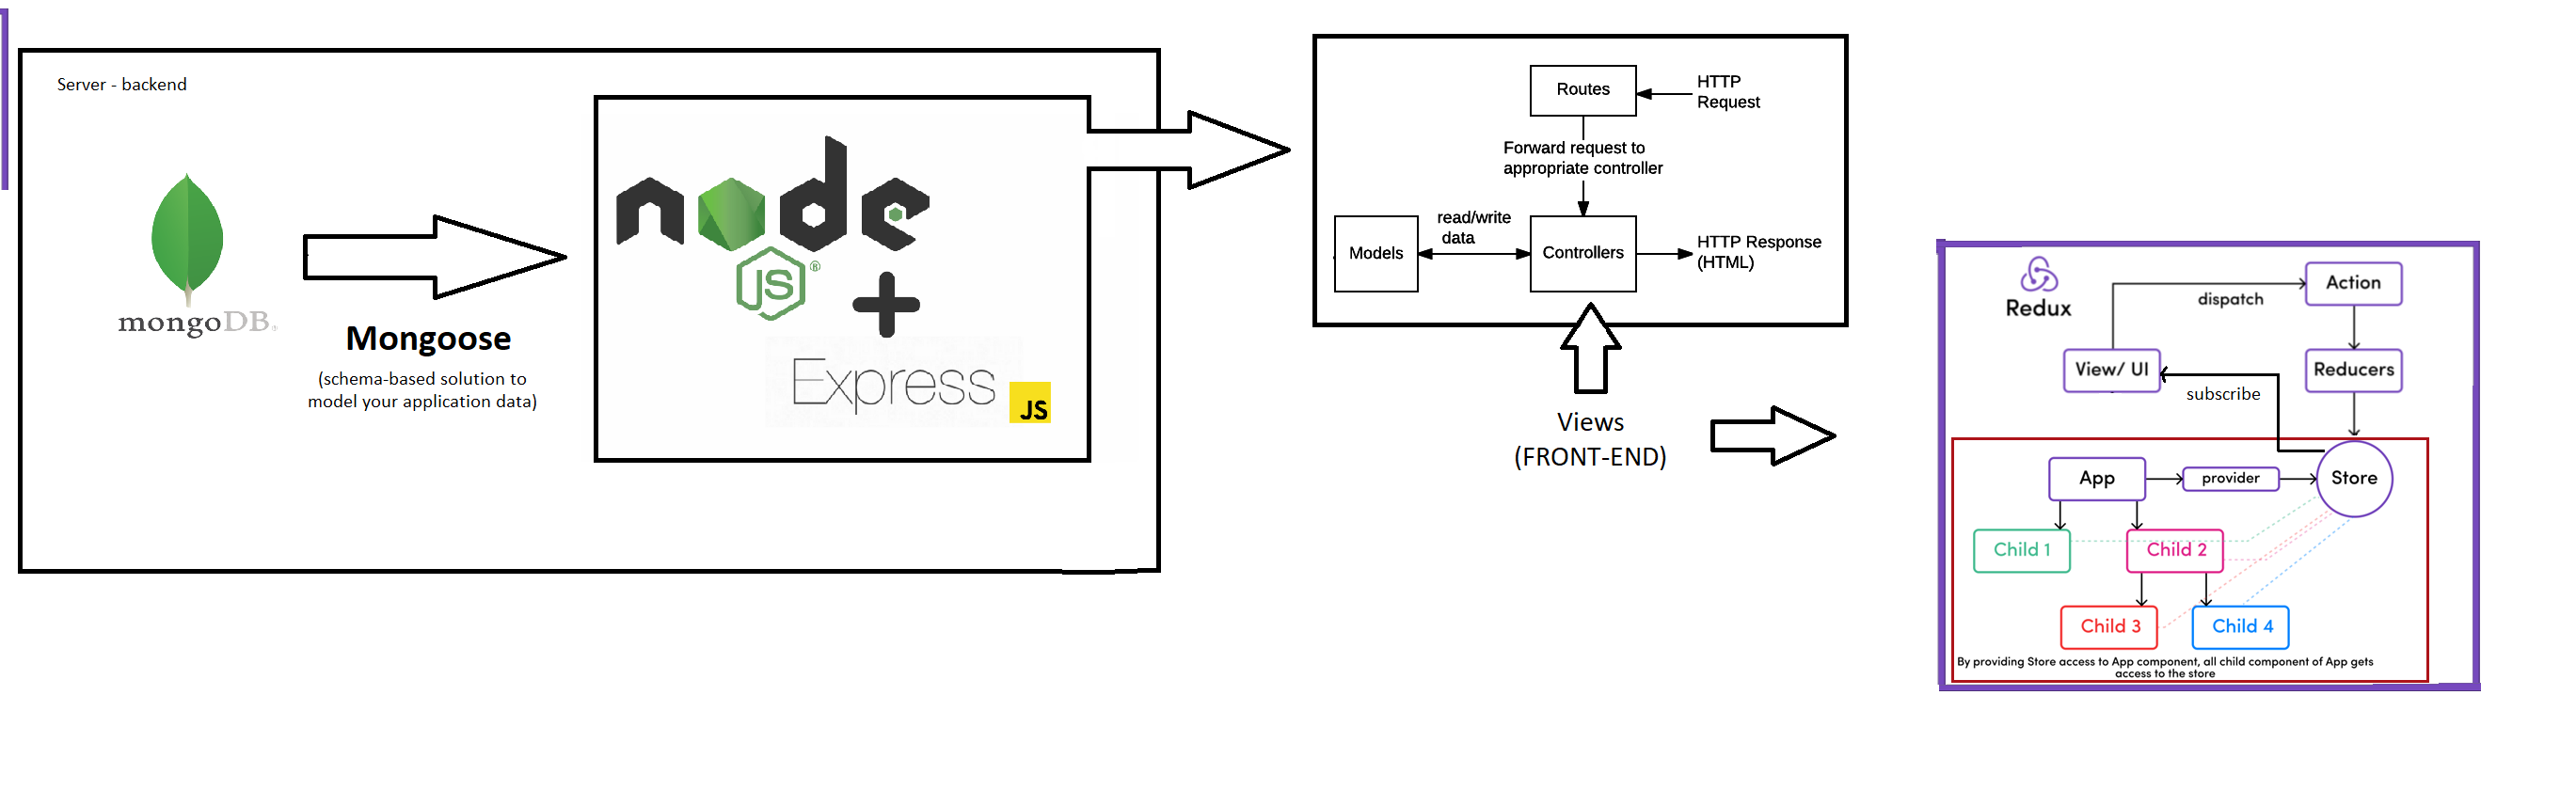 Server - backend
mongoDB®
Mongoose
(schema-based solution to
model your application data)
node
JS®
+
Express
JS
Routes
HTTP
Request
Forward request to
appropriate controller
read/write
data
Models
Controllers
HTTP Response
(HTML)
Views
(FRONT-END)
Redux
dispatch
Action
View/ UI
subscribe
Reducers
App
provider
Store
Child 1
Child 2
Child 3
Child 4
By providing Store access to App component, all child component of App gets
access to the store